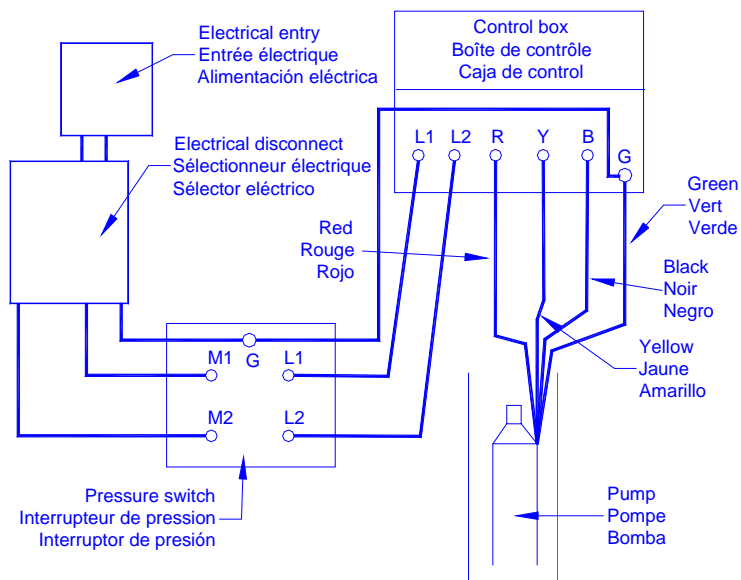 Electrical entry
Entrée électrique
Alimentación eléctrica
Control box
Boîte de contrôle
Caja de control
Electrical disconnect
Sélectionneur électrique
Sélector eléctrico
L1 L2 R Y B G
Green
Vert
Verde
Red
Rouge
Rojo
Black
Noir
Negro
Yellow
Jaune
Amarillo
M1 G L1
M2 L2
Pressure switch
Interrupteur de pression
Interruptor de presión
Pump
Pompe
Bomba